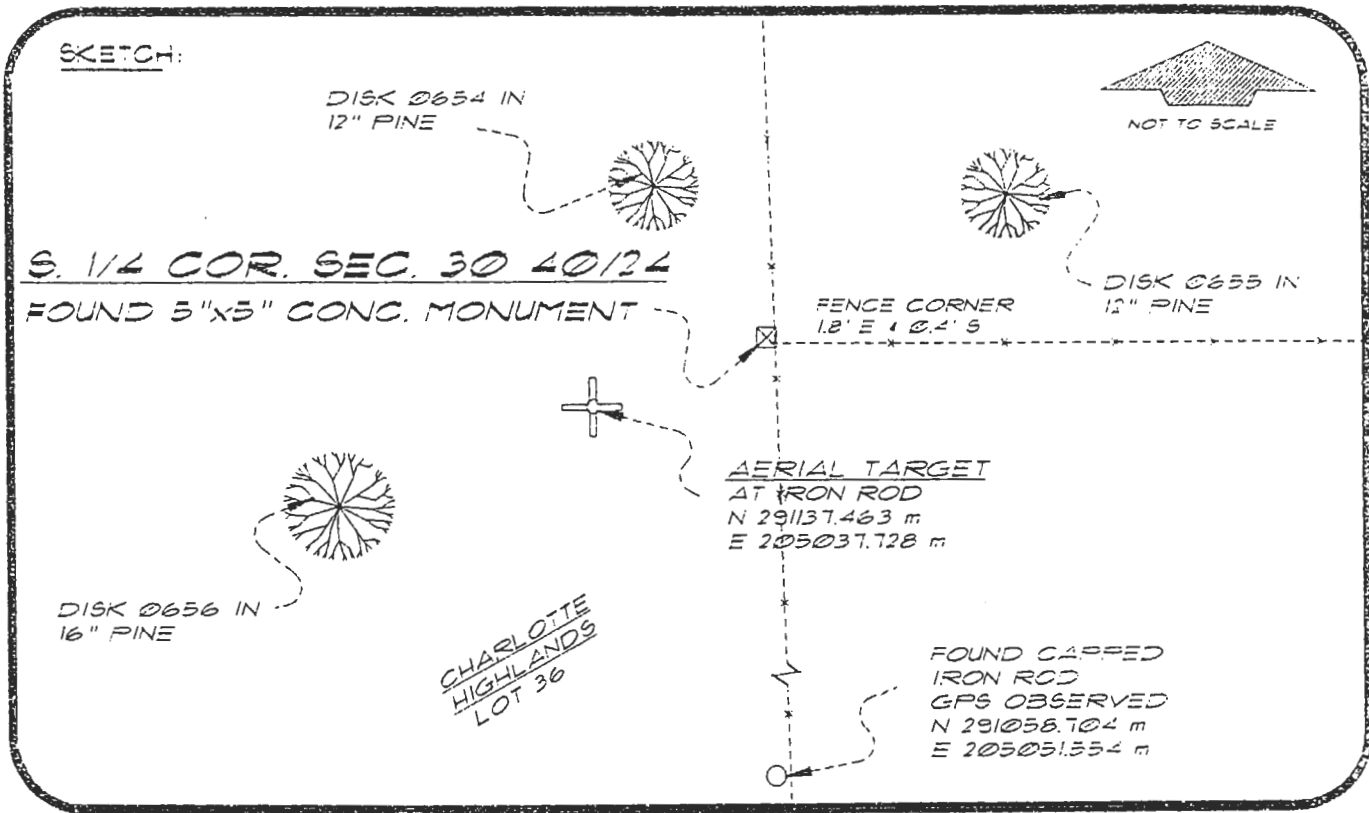 SKETCH:
DISK 0654 IN
12" PINE
NOT TO SCALE
S. 1/4 COR. SEC. 30 40/24
FOUND 5"x5" CONC. MONUMENT
FENCE CORNER
1.8' E & 0.4' S
DISK 0655 IN
12" PINE
AERIAL TARGET
AT IRON ROD
N 291137.463 m
E 205037.728 m
DISK 0656 IN
16" PINE
CHARLOTTE
HIGHLANDS
LOT 36
FOUND CAPPED
IRON ROD
GPS OBSERVED
N 291058.704 m
E 205051.554 m